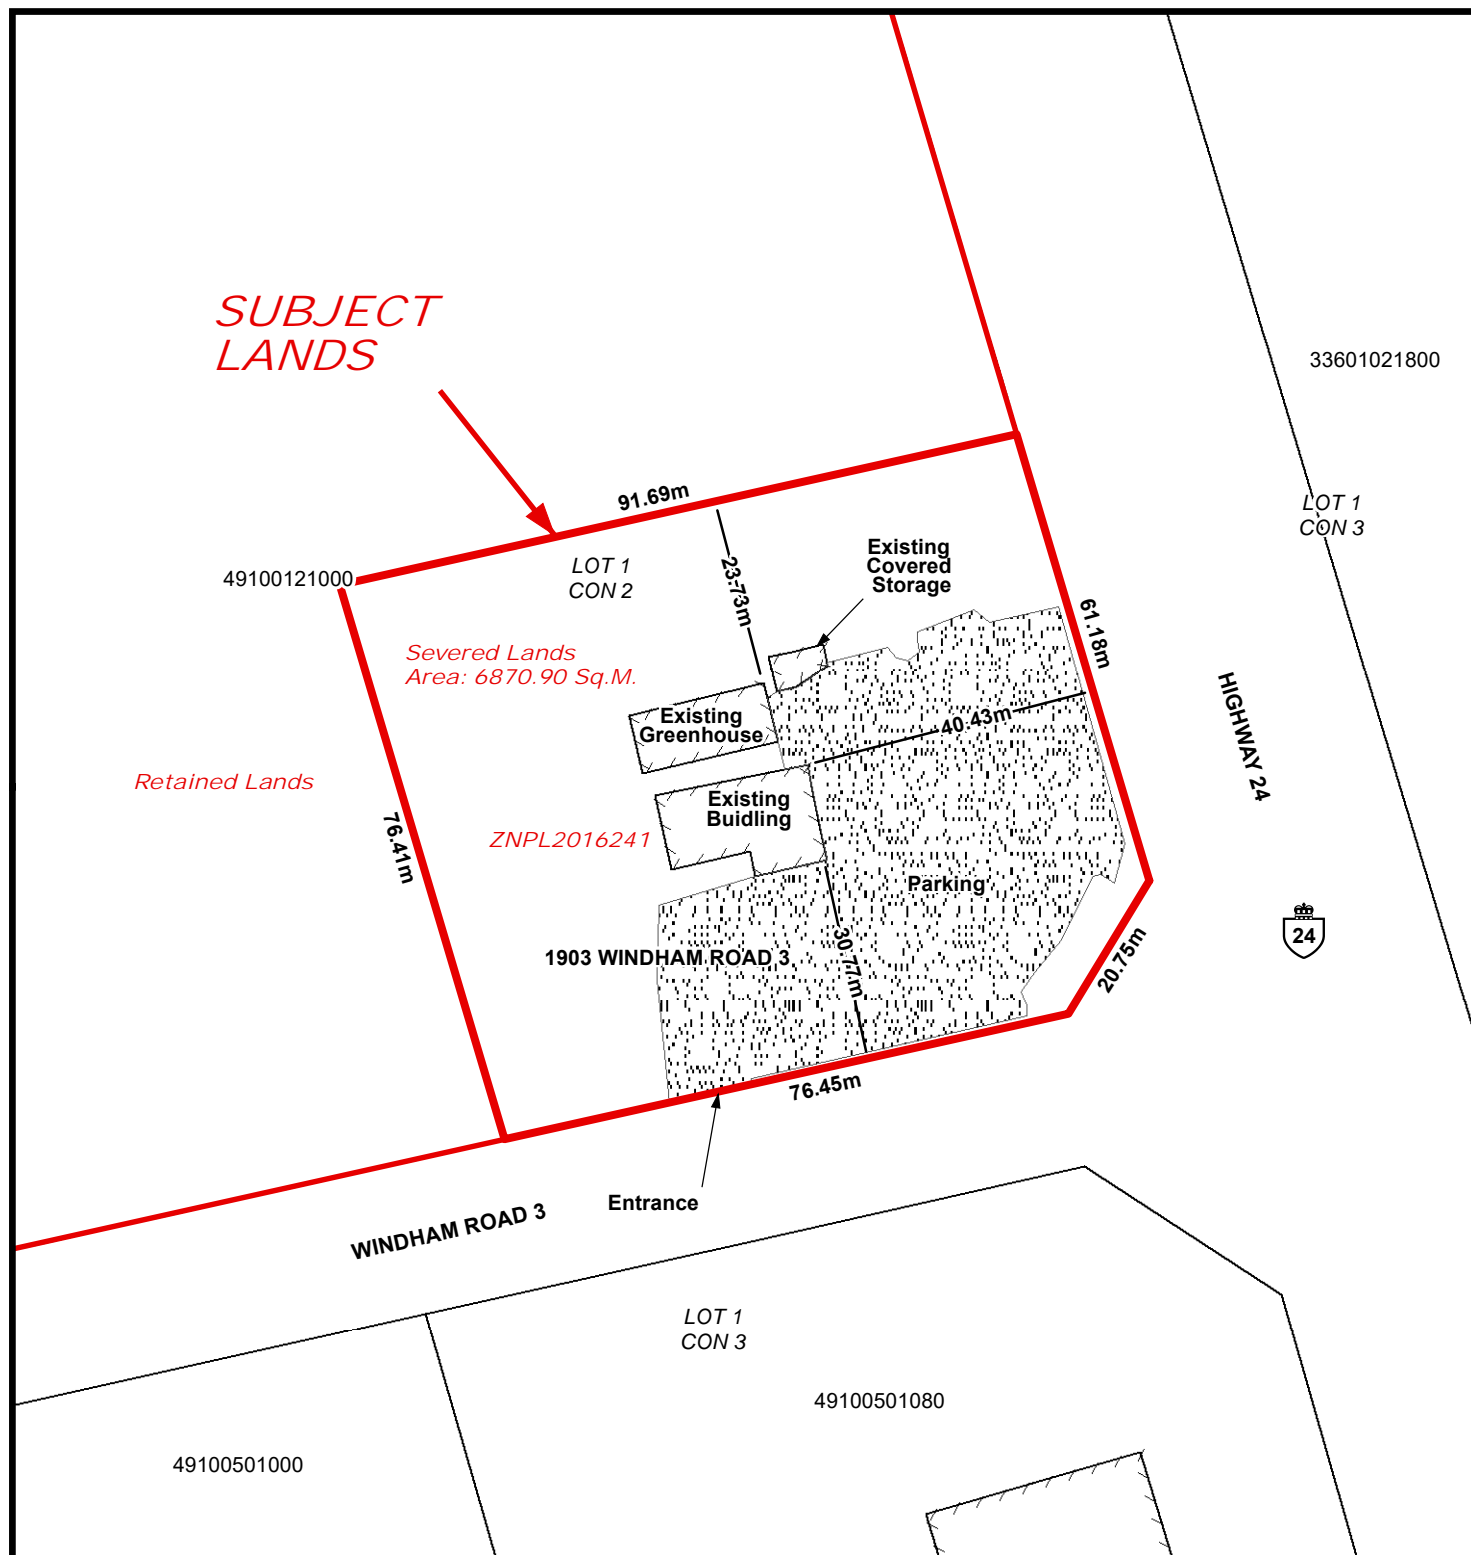 SUBJECT
LANDS
33601021800
91.69m
LOT 1
CON 3
Existing
Covered
Storage
LOT 1
CON 2
49100121000
23.73m
61.18m
Severed Lands
Area: 6870.90 Sq.M.
Existing
Greenhouse
40.43m
HIGHWAY 24
Retained Lands
Existing
Buidling
76.41m
ZNPL2016241
Parking
24
1903 WINDHAM ROAD 3
30.77m
20.75m
76.45m
Entrance
WINDHAM ROAD 3
LOT 1
CON 3
49100501080
49100501000